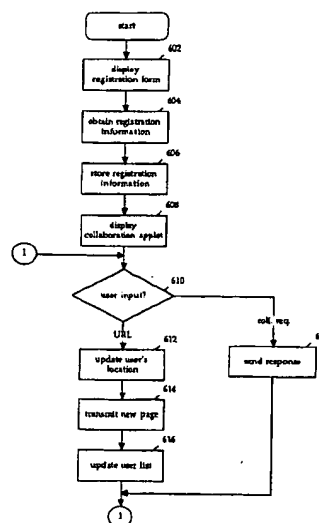 start
602
display
registration form
604
obtain registration
information
606
store registration
information
608
display
collaboration applet
1
610
user input?
URL
coll. req.
612
update user's
location
send response
6
614
transmit new page
616
update user list
1